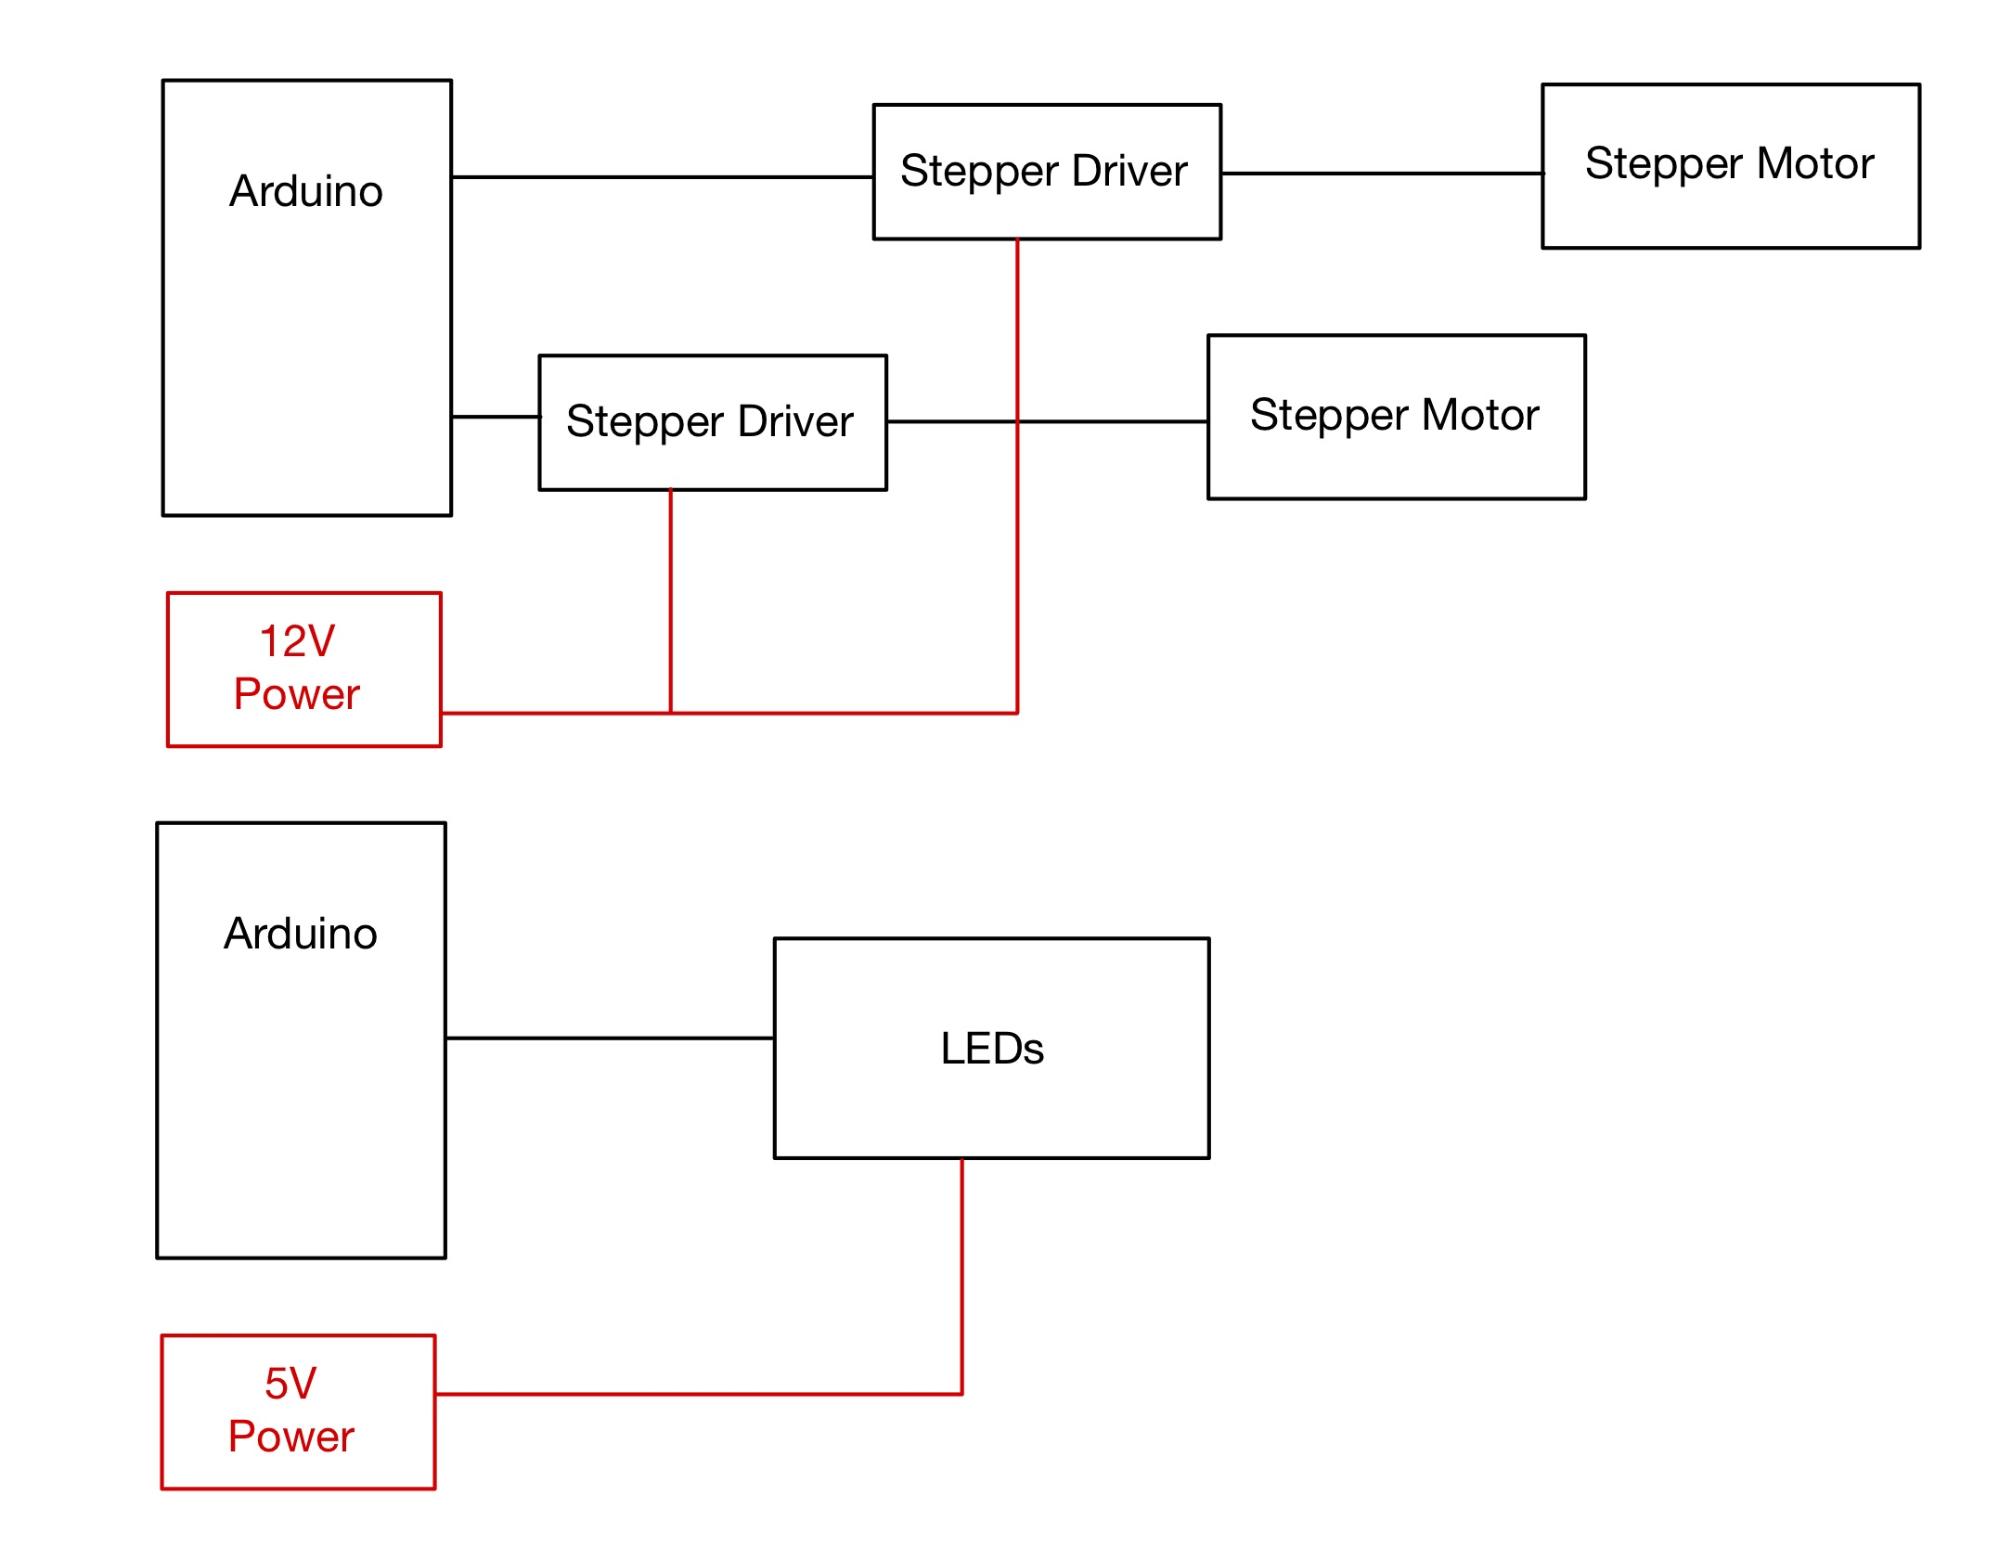 Arduino
Stepper Driver
Stepper Motor
Stepper Driver
Stepper Motor
12V
Power
Arduino
LEDs
5V
Power